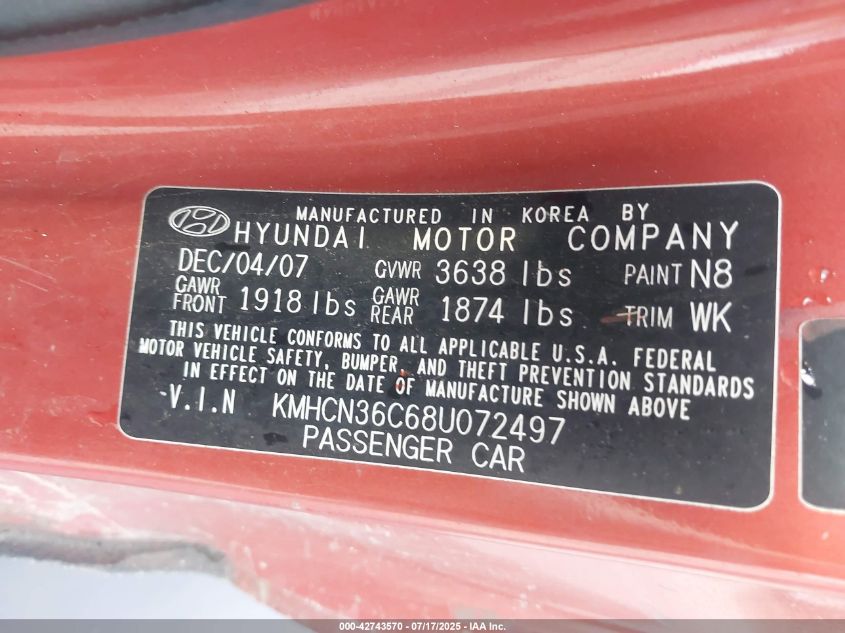 MANUFACTURED IN KOREA BY
HYUNDAI MOTOR COMPANY
DEC/04/07 GVWR 3638 lbs PAINT N8
GAWR FRONT 1918 lbs GAWR REAR 1874 lbs TRIM WK
THIS VEHICLE CONFORMS TO ALL APPLICABLE U.S.A. FEDERAL
MOTOR VEHICLE SAFETY, BUMPER, AND THEFT PREVENTION STANDARDS
IN EFFECT ON THE DATE OF MANUFACTURE SHOWN ABOVE
V.I.N KMHCN36C68U072497
PASSENGER CAR
000-42743570 - 07/17/2025 - IAA Inc.